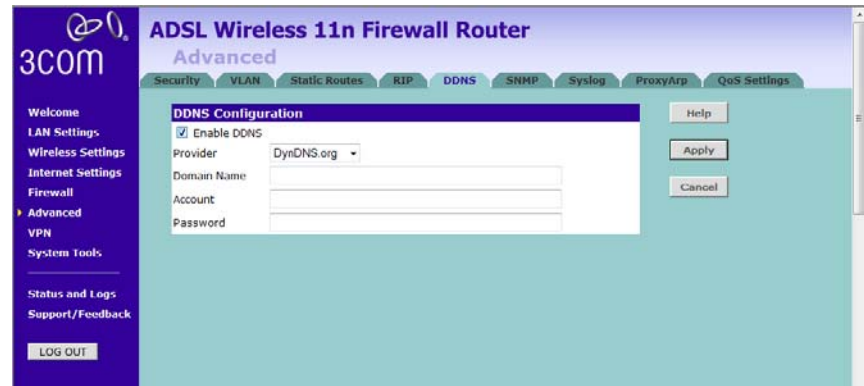 3com
ADSL Wireless 11n Firewall Router
Advanced
Security VLAN Static Routes RIP DDNS SNMP Syslog ProxyArp QoS Settings
Welcome
LAN Settings
Wireless Settings
Internet Settings
Firewall
Advanced
VPN
System Tools
Status and Logs
Support/Feedback
LOG OUT
DDNS Configuration
Enable DDNS
Provider DynDNS.org
Domain Name
Account
Password
Help
Apply
Cancel